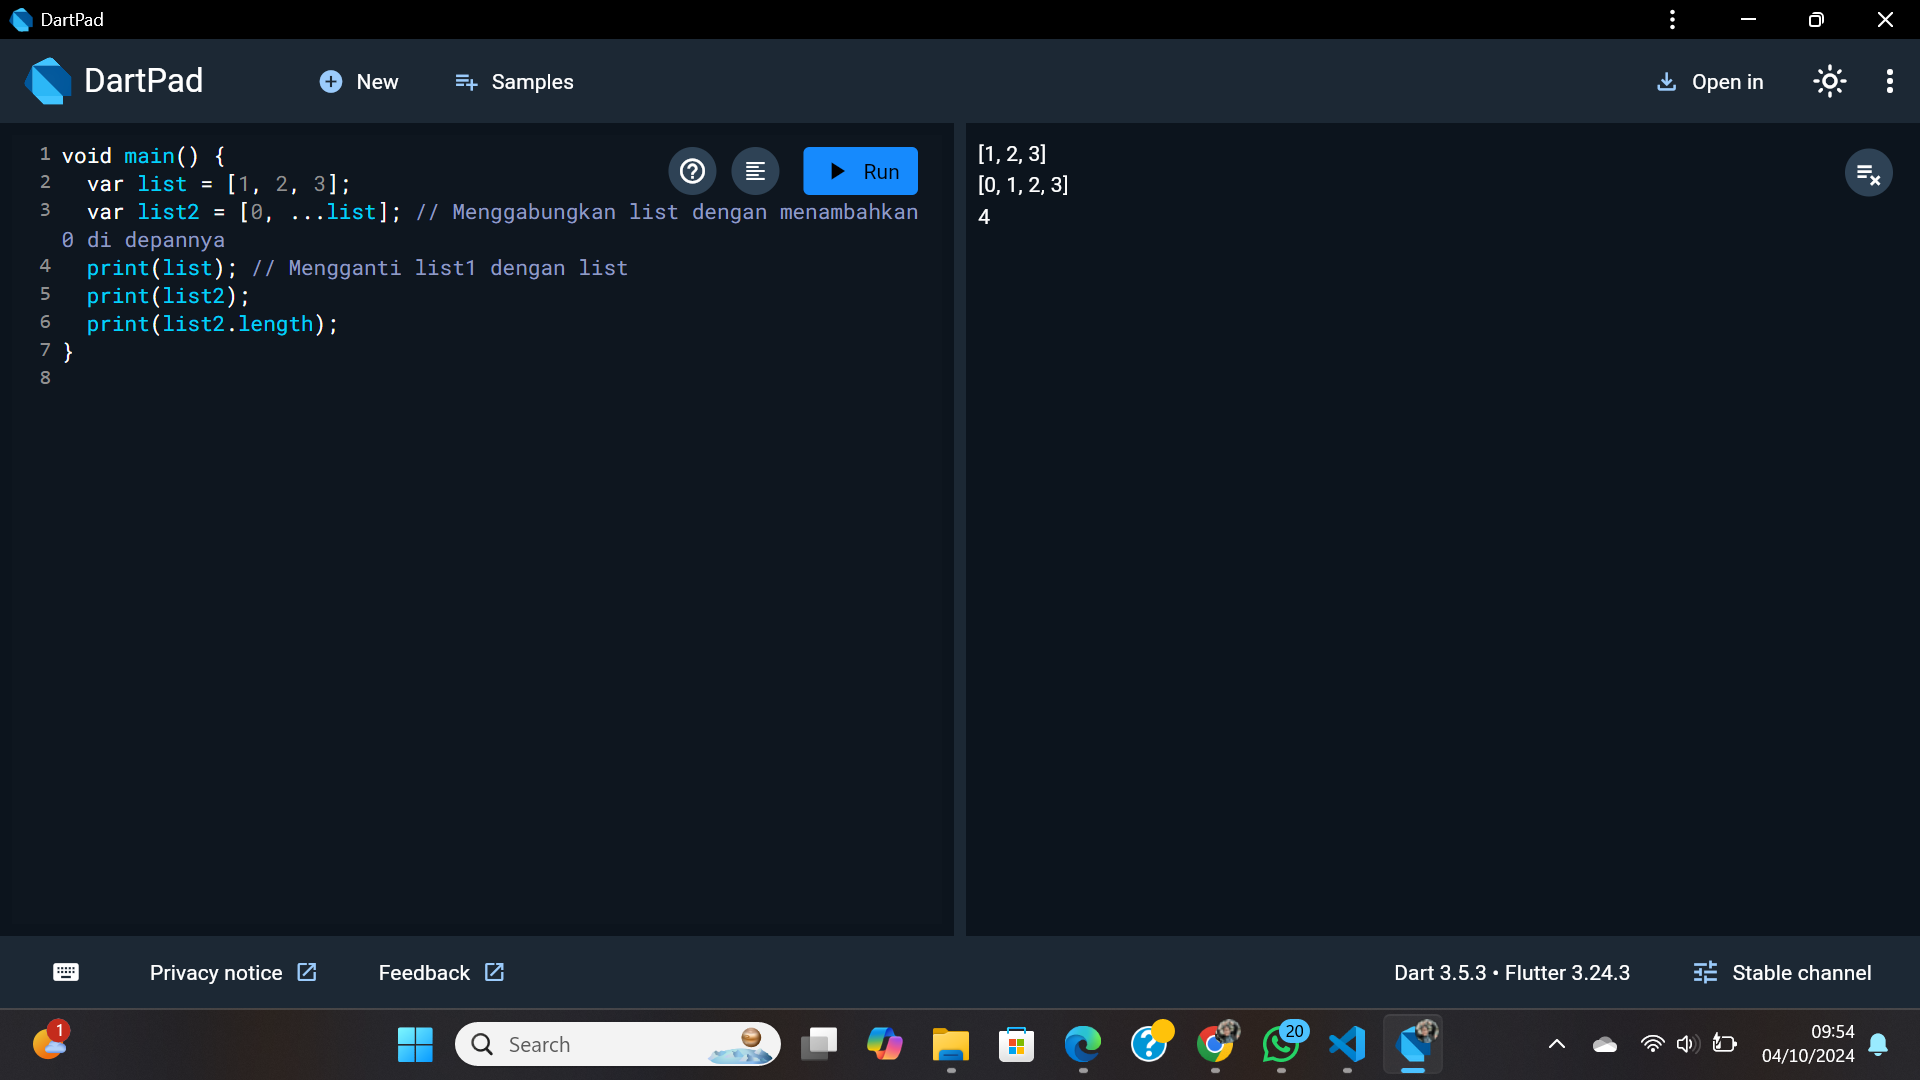 DartPad
DartPad
New
Samples
Open in
1 void main() {
2   var list = [1, 2, 3];
3   var list2 = [0, ...list]; // Menggabungkan list dengan menambahkan
0 di depannya
4   print(list); // Mengganti list1 dengan list
5   print(list2);
6   print(list2.length);
7 }
8
Run
[1, 2, 3]
[0, 1, 2, 3]
4
Privacy notice
Feedback
Dart 3.5.3 • Flutter 3.24.3
Stable channel
1
Search
20
09:54
04/10/2024